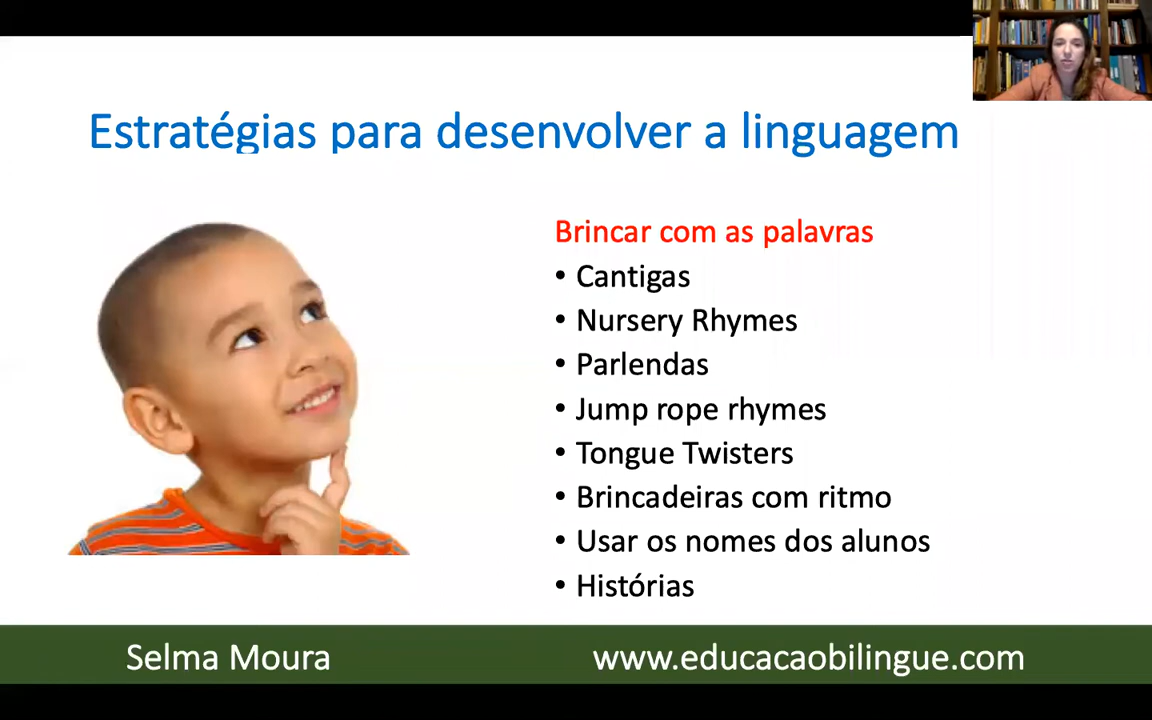 Estratégias para desenvolver a linguagem
Brincar com as palavras
• Cantigas
• Nursery Rhymes
• Parlendas
• Jump rope rhymes
• Tongue Twisters
• Brincadeiras com ritmo
• Usar os nomes dos alunos
• Histórias
Selma Moura
www.educacaobilingue.com